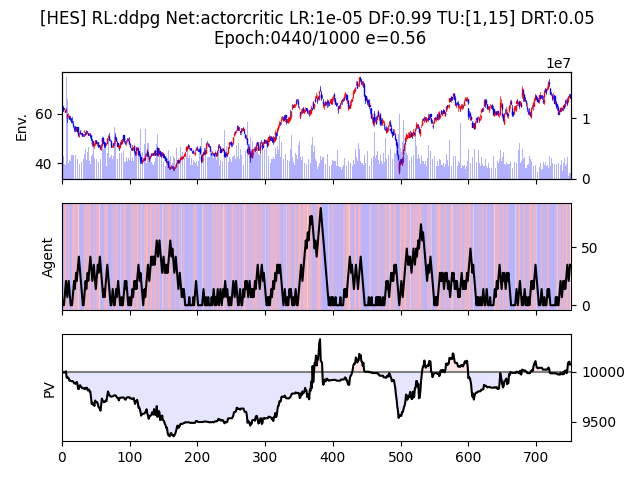 [HES] RL:ddpg Net:actorcritic LR:1e-05 DF:0.99 TU:[1,15] DRT:0.05
Epoch:0440/1000 e=0.56
1e7
Env.
60
40
1
0
Agent
50
0
PV
10000
9500
0 100 200 300 400 500 600 700